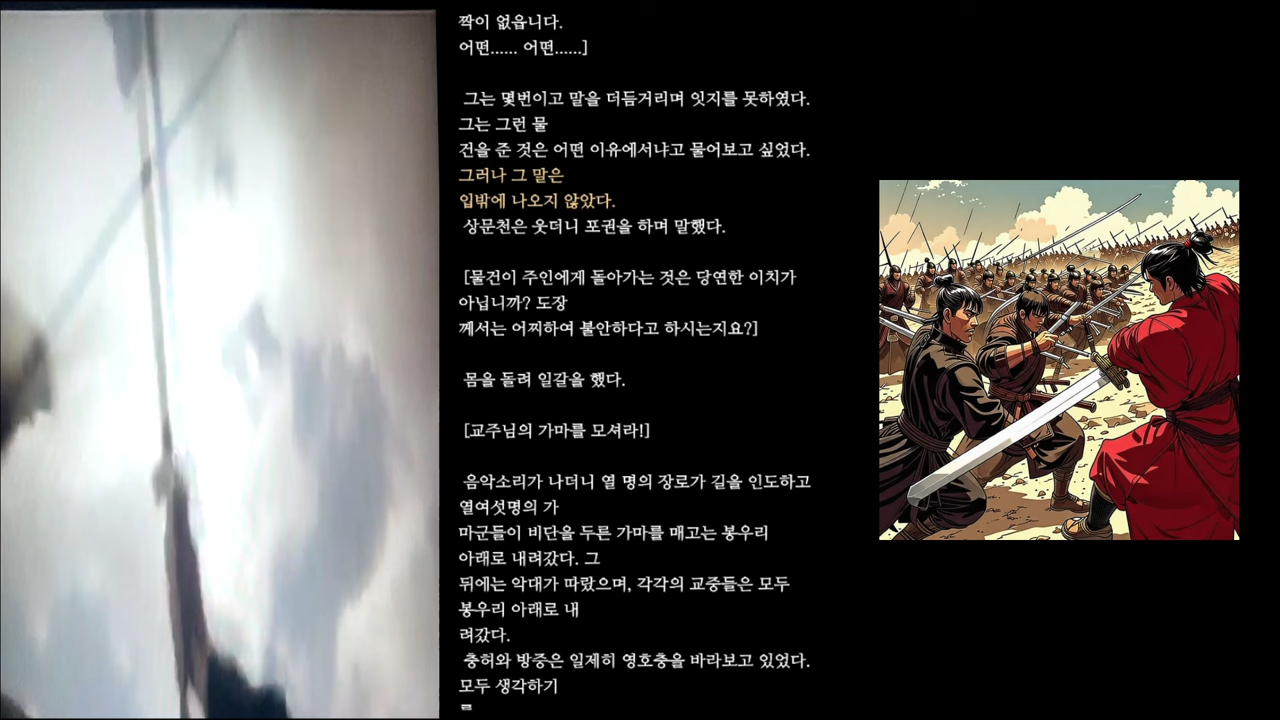 짝이 없읍니다.
어떤...... 어떤......]
그는 몇번이고 말을 더듬거리며 잇지를 못하였다.
그는 그런 물
건을 준 것은 어떤 이유에서냐고 물어보고 싶었다.
그러나 그 말은
입밖에 나오지 않았다.
상문천은 웃더니 포권을 하며 말했다.
[물건이 주인에게 돌아가는 것은 당연한 이치가
아닙니까? 도장
께서는 어찌하여 불안하다고 하시는지요?]
몸을 돌려 일갈을 했다.
[교주님의 가마를 모셔라!]
음악소리가 나더니 열 명의 장로가 길을 인도하고
열여섯명의 가
마군들이 비단을 두른 가마를 매고는 봉우리
아래로 내려갔다. 그
뒤에는 악대가 따랐으며, 각각의 교중들은 모두
봉우리 아래로 내
려갔다.
충허와 방증은 일제히 영호충을 바라보고 있었다.
모두 생각하기